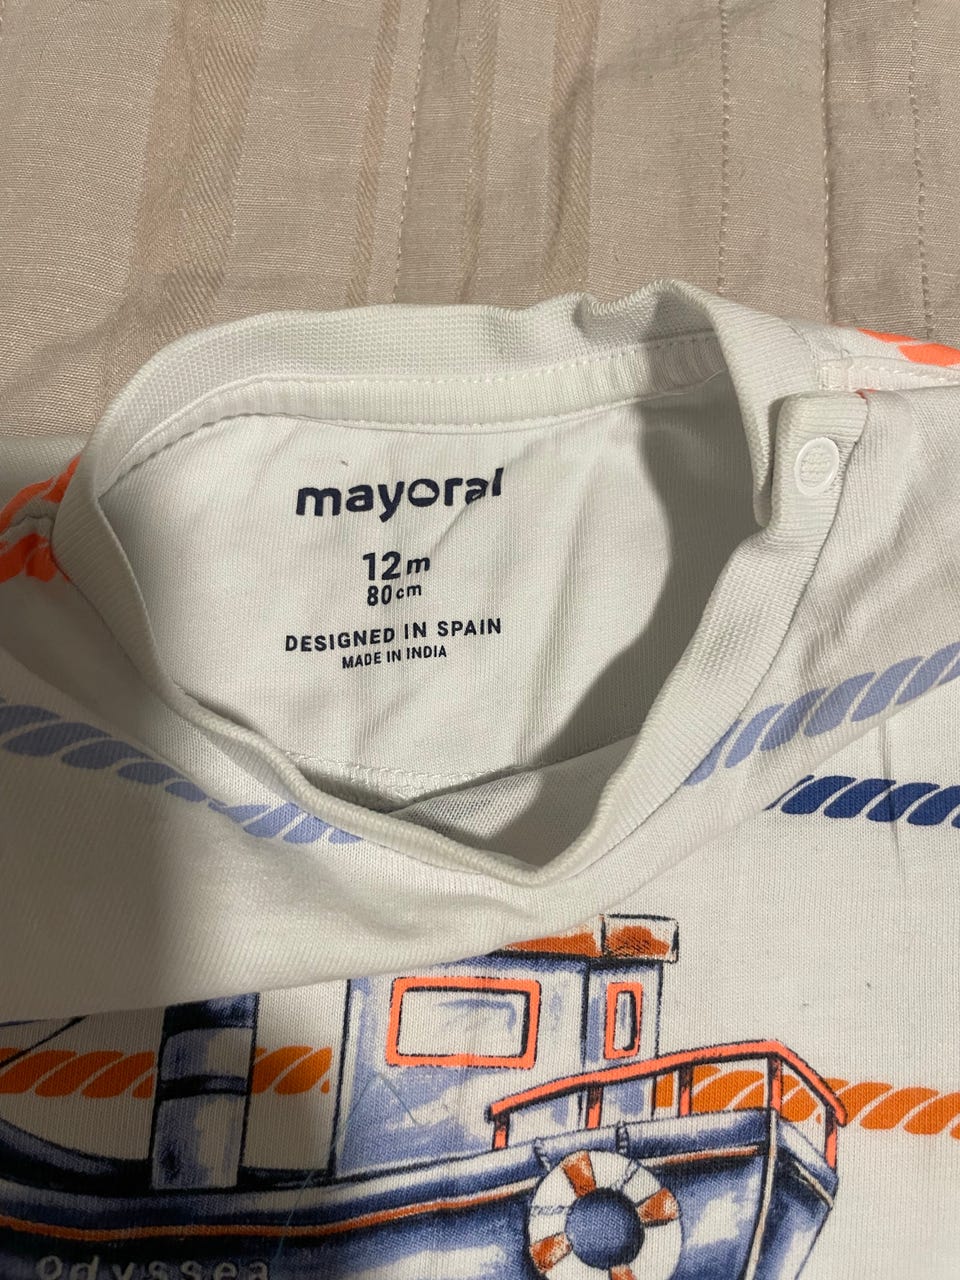 mayoral
12m
80cm
DESIGNED IN SPAIN
MADE IN INDIA
Odyssea